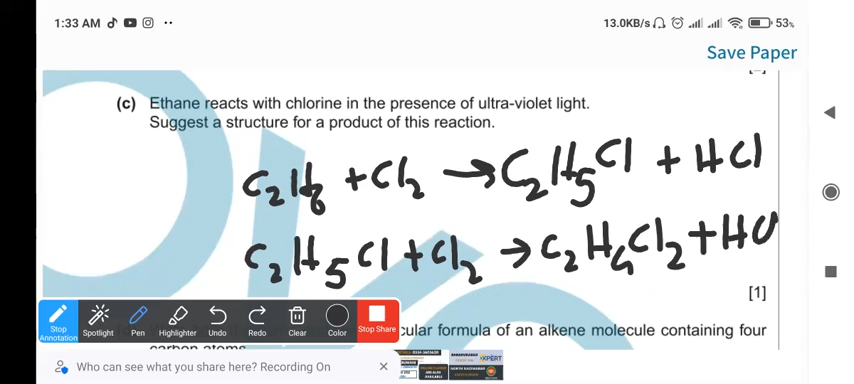 1:33 AM
13.0KB/s
53%
Save Paper
(c) Ethane reacts with chlorine in the presence of ultra-violet light.
Suggest a structure for a product of this reaction.
C2H6 + Cl2 → C2H5Cl + HCl
C2H5Cl + Cl2 → C2H4Cl2 + HCl
[1]
Stop Annotation
Spotlight
Pen
Highlighter
Undo
Redo
Clear
Color
Stop Share
cular formula of an alkene molecule containing four
carbon atoms
Who can see what you share here? Recording On